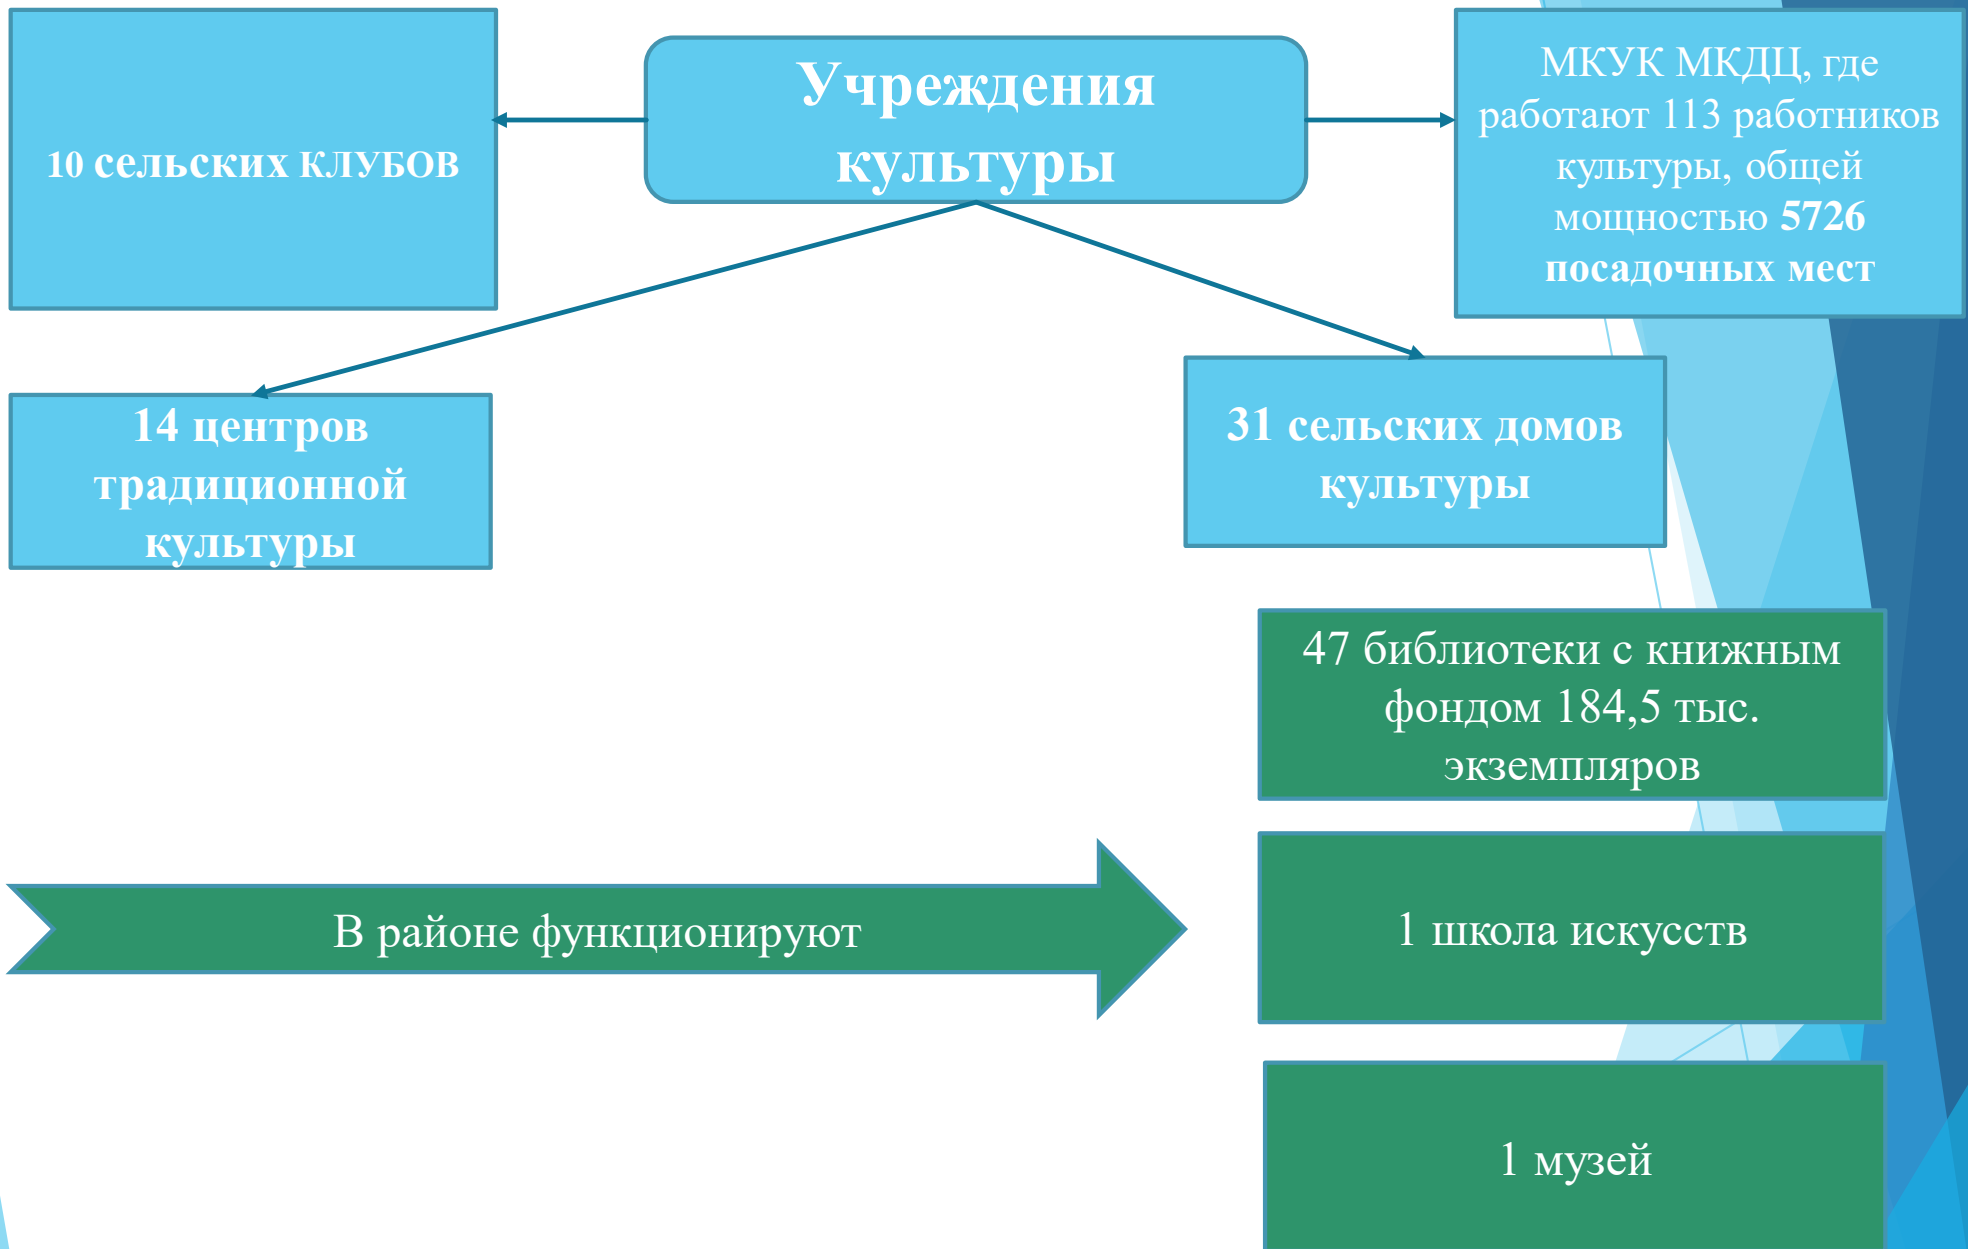 Учреждения
культуры
10 сельских КЛУБОВ
МКУК МКДЦ, где
работают 113 работников
культуры, общей
мощностью 5726
посадочных мест
14 центров
традиционной
культуры
31 сельских домов
культуры
47 библиотеки с книжным
фондом 184,5 тыс.
экземпляров
В районе функционируют
1 школа искусств
1 музей